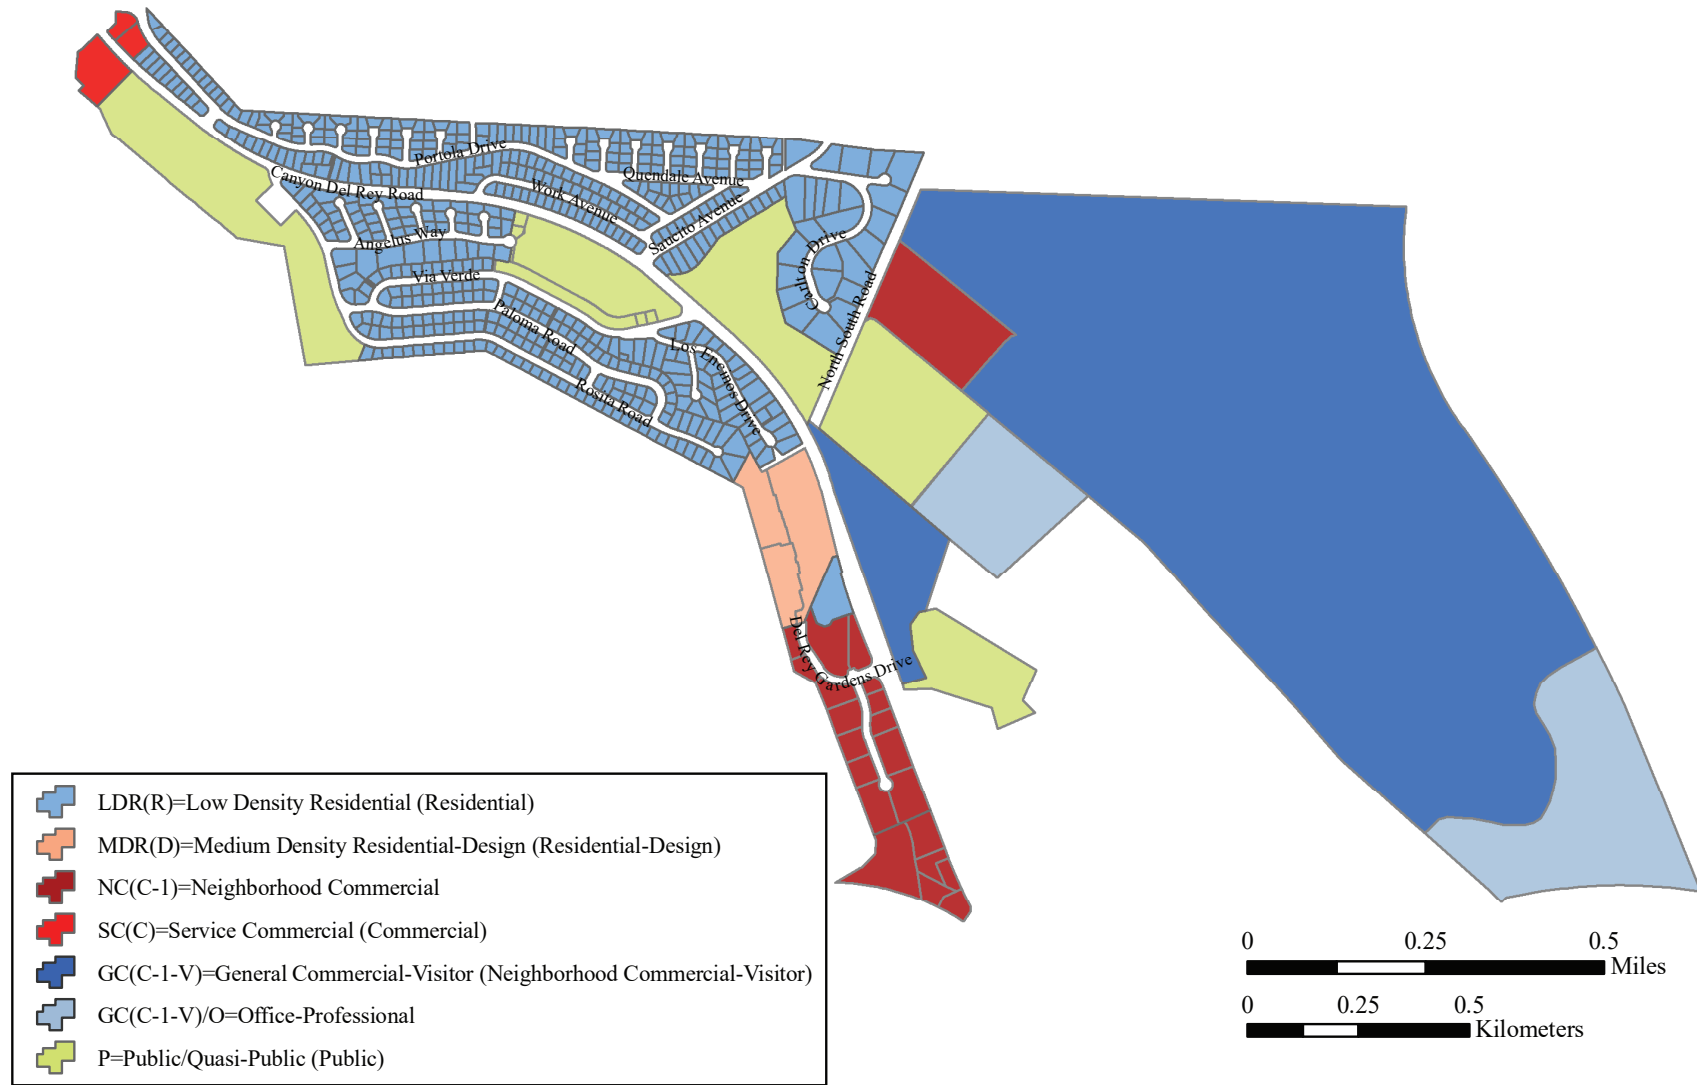 Portola Drive
Canyon Del Rey Road
Quendale Avenue
Work Avenue
Saucito Avenue
Angelus Way
Carlton Drive
Via Verde
North South Road
Paloma Road
Los Encinos Drive
Rosita Road
Del Rey Gardens Drive
LDR(R)=Low Density Residential (Residential)
MDR(D)=Medium Density Residential-Design (Residential-Design)
NC(C-1)=Neighborhood Commercial
SC(C)=Service Commercial (Commercial)
GC(C-1-V)=General Commercial-Visitor (Neighborhood Commercial-Visitor)
GC(C-1-V)/O=Office-Professional
P=Public/Quasi-Public (Public)
0 0.25 0.5
Miles
0 0.25 0.5
Kilometers